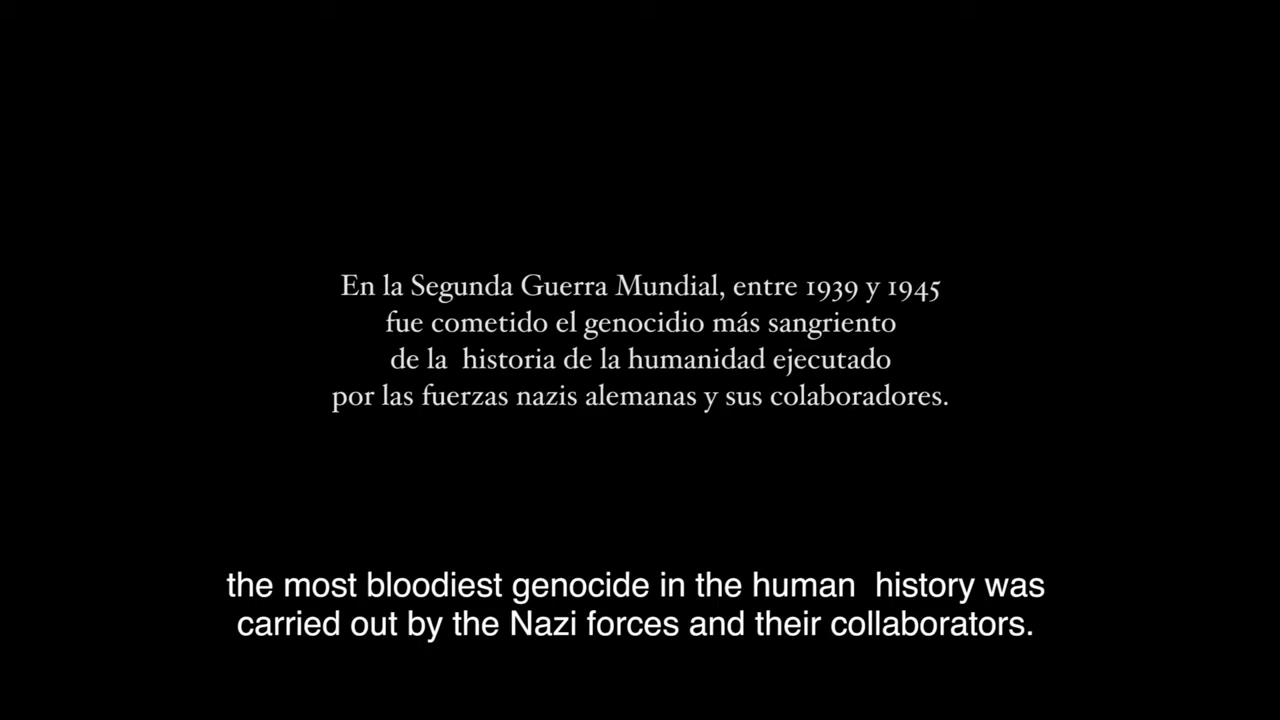 En la Segunda Guerra Mundial, entre 1939 y 1945
fue cometido el genocidio más sangriento
de la  historia de la humanidad ejecutado
por las fuerzas nazis alemanas y sus colaboradores.
the most bloodiest genocide in the human  history was
carried out by the Nazi forces and their collaborators.